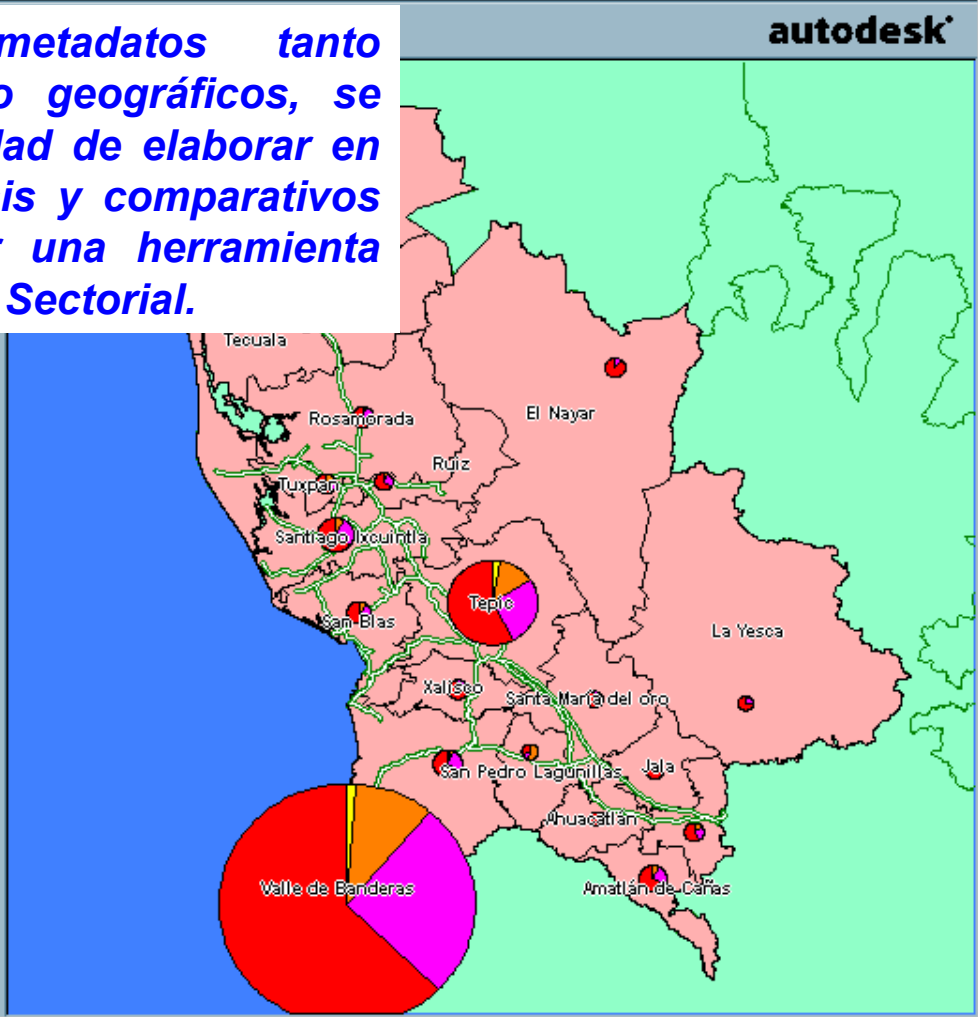 autodesk
metadatos tanto
geográficos, se
de elaborar en
y comparativos
una herramienta
Sectorial.
Tecuala
Rosamorada
El Nayar
Ruiz
Tuxpan
Santiago Ixcuintla
Tepic
San Blas
La Yesca
Xalisco
Santa María del oro
San Pedro Lagunillas
Jala
Ahuacatlán
Valle de Banderas
Amatlán de Cañas